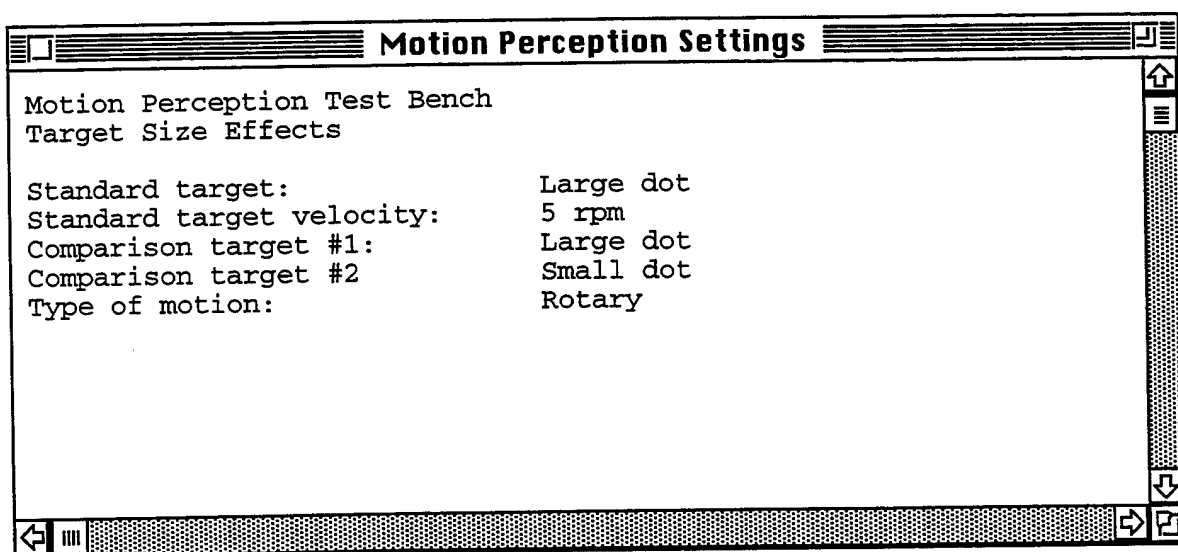 Motion Perception Settings
Motion Perception Test Bench
Target Size Effects
Standard target: Large dot
Standard target velocity: 5 rpm
Comparison target #1: Large dot
Comparison target #2 Small dot
Type of motion: Rotary